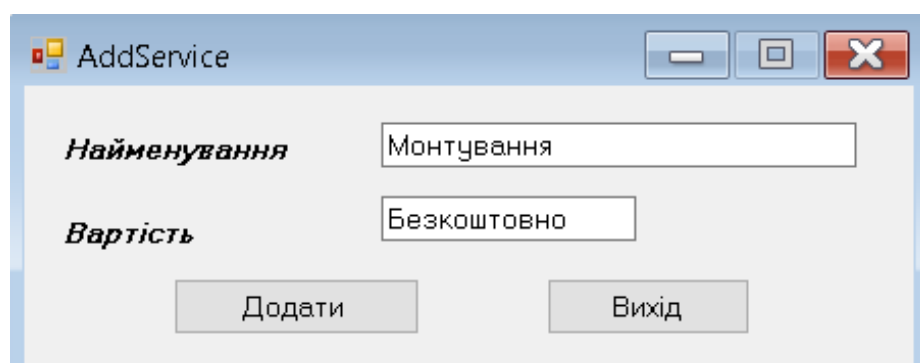 AddService
Найменування Монтування
Вартість Безкоштовно
Додати Вихід